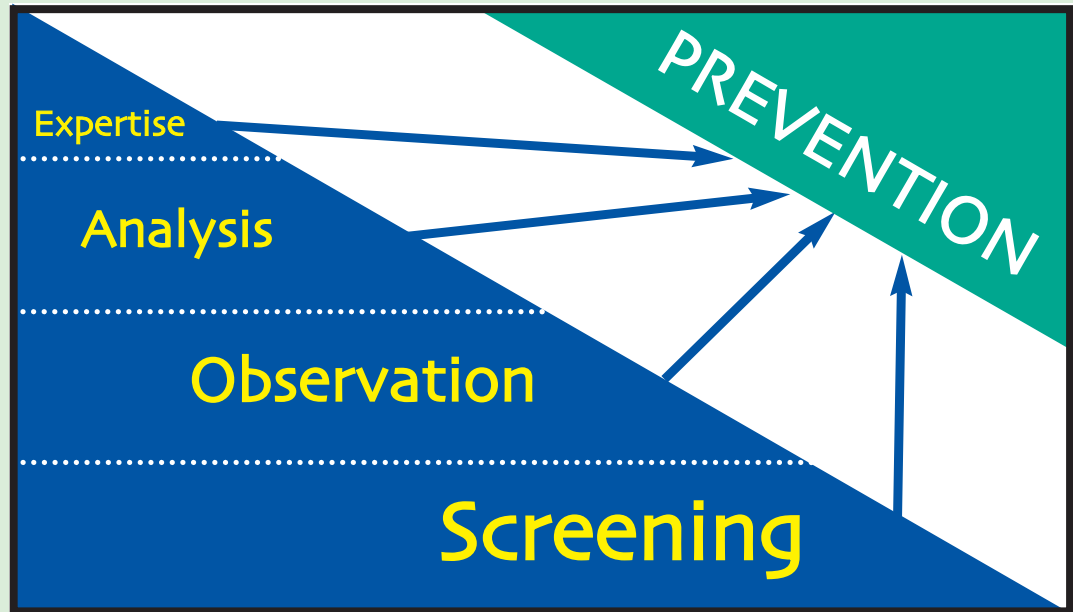 PREVENTION
Expertise
Analysis
Observation
Screening